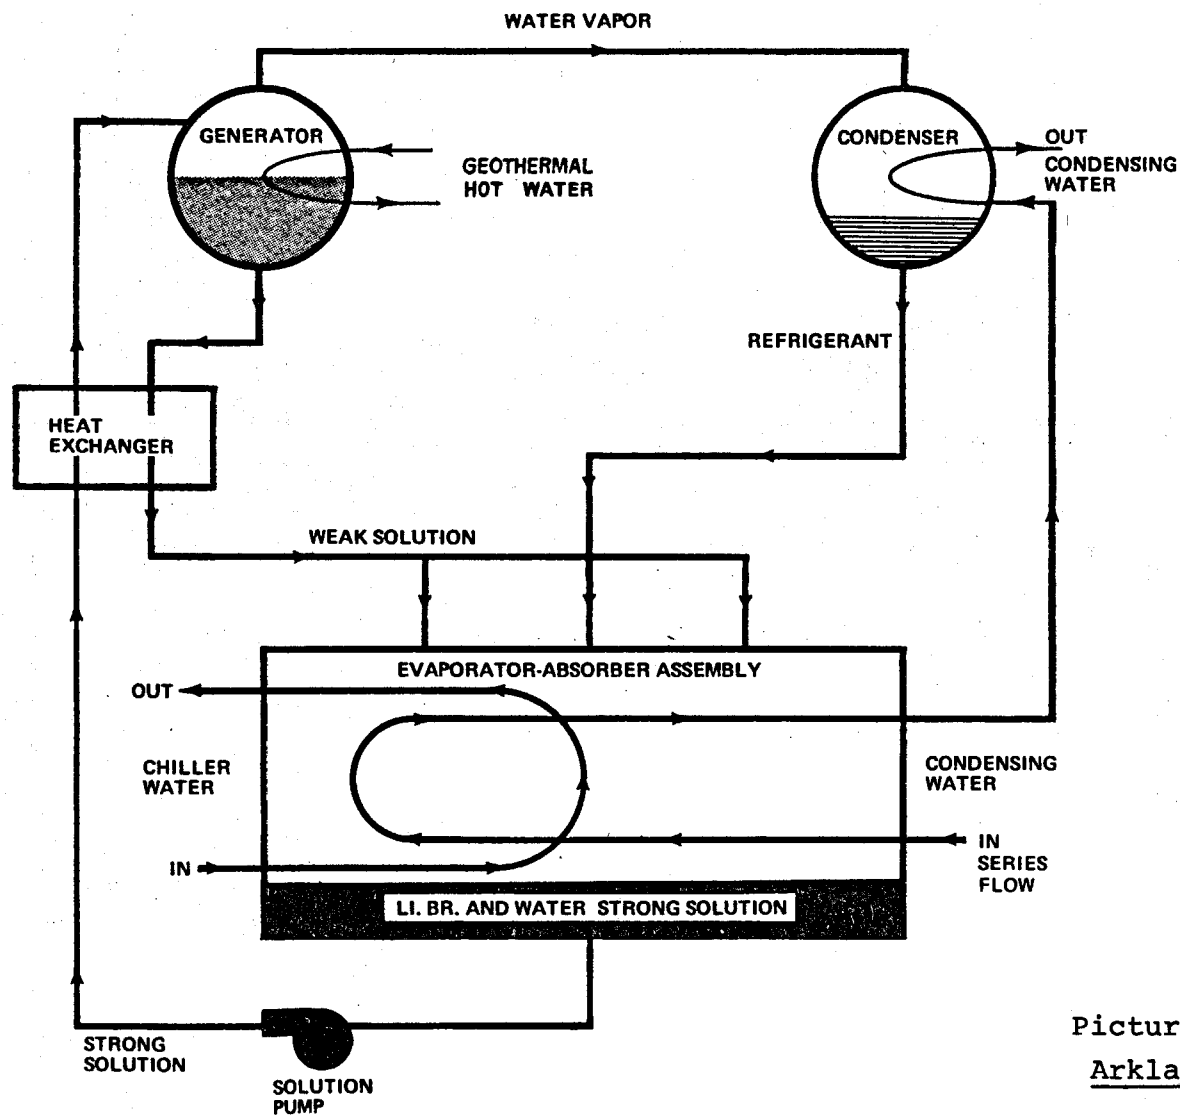 WATER VAPOR
GENERATOR
GEOTHERMAL
HOT WATER
CONDENSER
OUT
CONDENSING
WATER
REFRIGERANT
HEAT
EXCHANGER
WEAK SOLUTION
EVAPORATOR-ABSORBER ASSEMBLY
OUT
CHILLER
WATER
IN
CONDENSING
WATER
IN
SERIES
FLOW
LI. BR. AND WATER STRONG SOLUTION
STRONG
SOLUTION
SOLUTION
PUMP
Pictur
Arkla